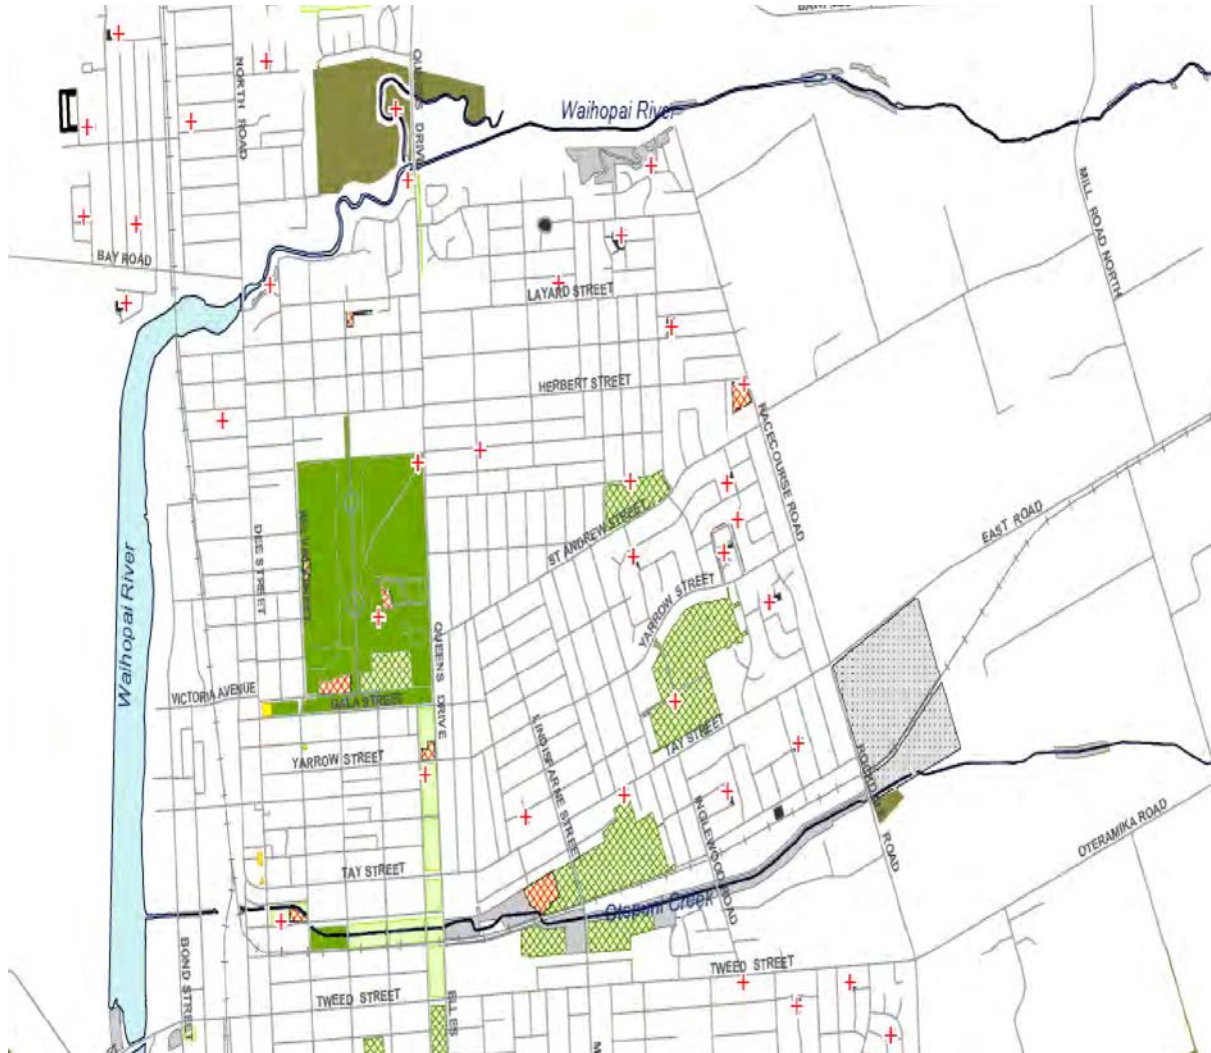 QUEENS DRIVE
NORTH ROAD
Waihopai River
MILL ROAD NORTH
BAY ROAD
LAYARD STREET
HERBERT STREET
RACECOURSE ROAD
EAST ROAD
ST ANDREW STREET
DEE STREET
YARROW STREET
Waihopai River
QUEENS DRIVE
VICTORIA AVENUE
GALA STREET
TAY STREET
LINDISFARNE STREET
YARROW STREET
INGLEWOOD ROAD
ROAD
OTERAMIKA ROAD
TAY STREET
Otepuni Creek
BOND STREET
TWEED STREET
TWEED STREET
ELLES